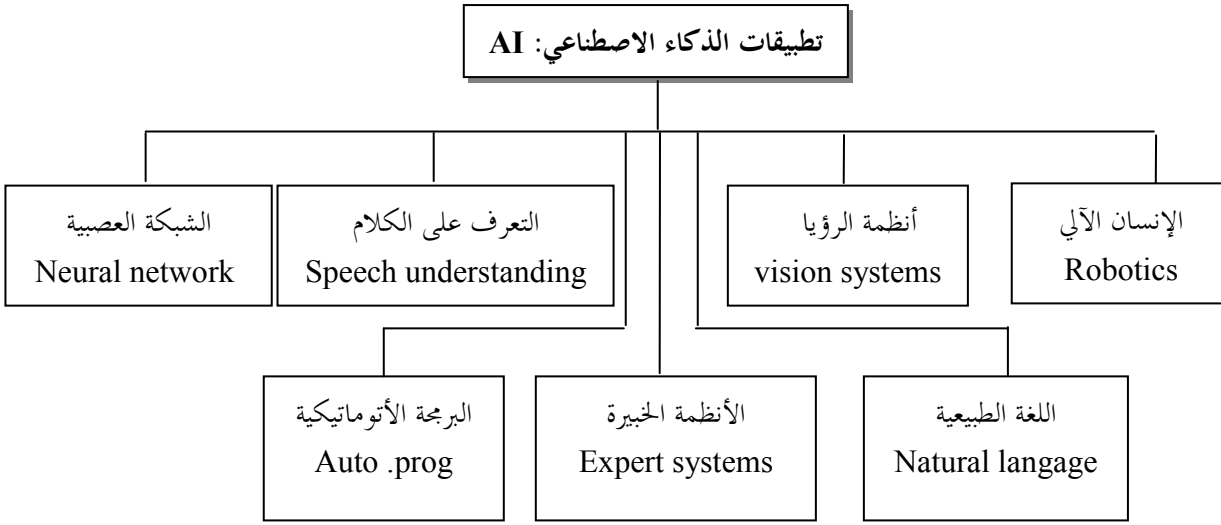 تطبيقات الذكاء الاصطناعي: AI
الإنسان الآلي
Robotics
أنظمة الرؤيا
vision systems
التعرف على الكلام
Speech understanding
الشبكة العصبية
Neural network
اللغة الطبيعية
Natural langage
الأنظمة الخبيرة
Expert systems
البرمجة الأتوماتيكية
Auto .prog